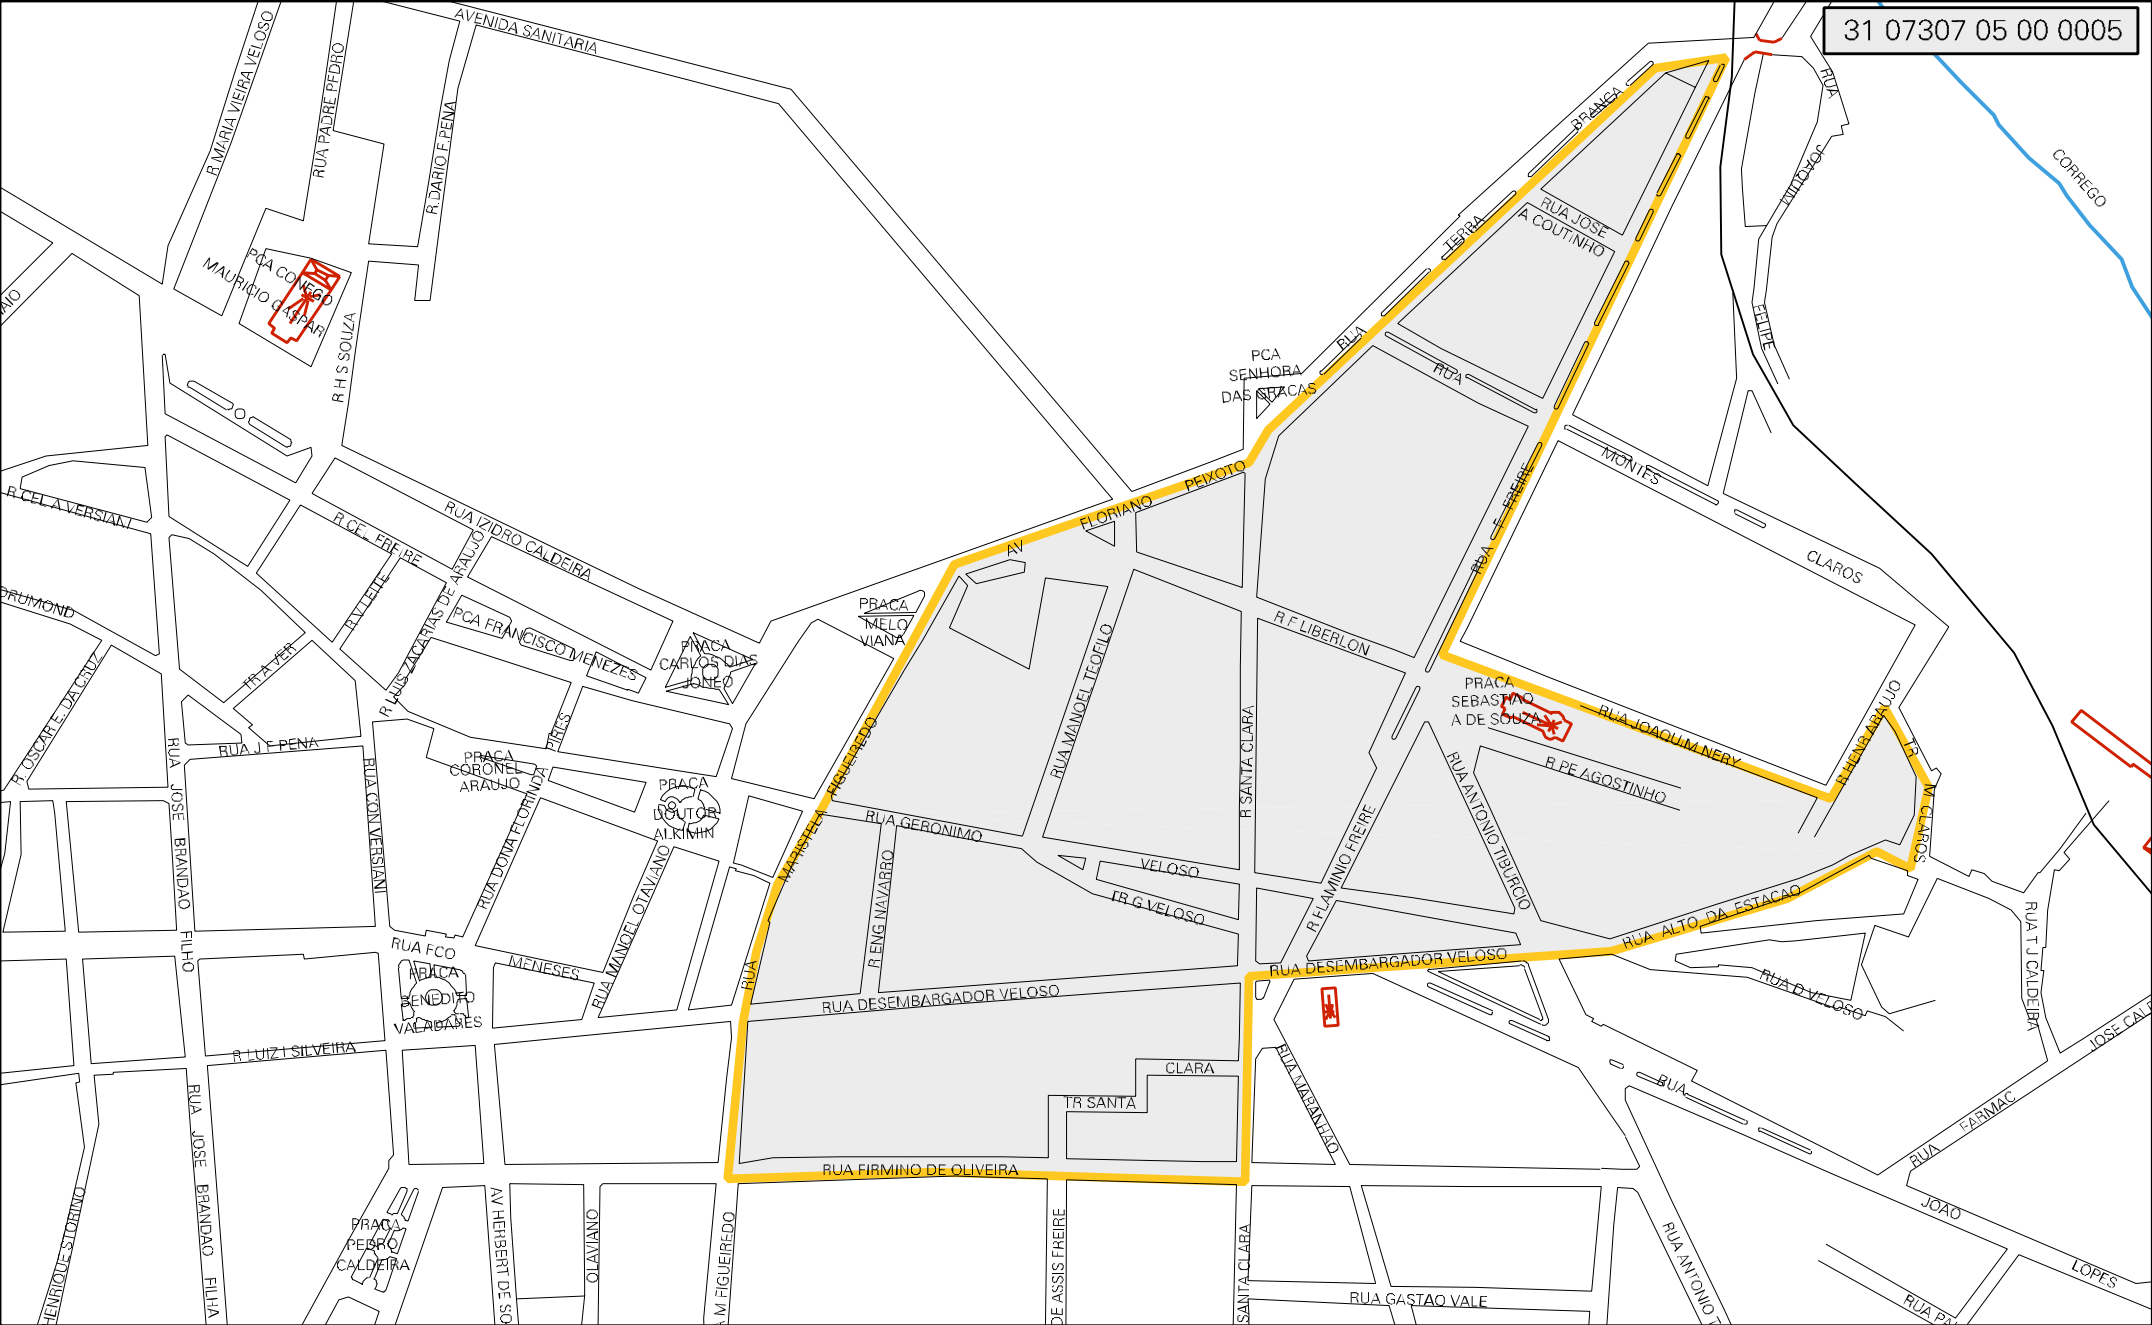 31 07307 05 00 0005
AVENIDA SANITARIA
R MARIA VIEIRA VELOSO
RUA PADRE PEDRO
R.DARIO F.PENA
RUA
JOAQUIM
FELIPE
CORREGO
BRANCA
TERRA
RUA
RUA JOSE
A COUTINHO
PCA CONEGO
MAURICIO GASPAR
R H S SOUZA
PCA
SENHORA
DAS GRACAS
RUA
MONTES
CLAROS
RUA F FREIRE
R CEL A VERSIANI
R CEL FREIRE
RUA IZIDRO CALDEIRA
AV
FLORIANO
PEIXOTO
DRUMOND
R V LEITE
R LUIS ZACARIAS DE ARAUJO
PCA FRANCISCO MENEZES
PRACA
MELO
VIANA
PRACA
CARLOS DIAS
JONEO
TR A VER
R. OSCAR E. DA CRUZ
R F LIBERLON
RUA MANOEL TEOFILO
R SANTA CLARA
PRACA
SEBASTIAO
A DE SOUZA
RUA JOAQUIM NERY
R HENR ARAUJO
TR
M CLAROS
R PE AGOSTINHO
RUA ANTONIO TIBURCIO
R FLAMINIO FREIRE
RUA J F PENA
PIRES
RUA DONA FLORINDA
PRACA
CORONEL
ARAUJO
PRACA
DOUTOR
ALKIMIN
RUA MARISTELA FIGUEIREDO
RUA GERONIMO
VELOSO
TR G VELOSO
R ENG NAVARRO
RUA JOSE BRANDAO FILHO
RUA CON VERSIANI
RUA MANOEL OTAVIANO
RUA FCO
MENESES
PRACA
BENEDITO
VALADARES
RUA DESEMBARGADOR VELOSO
RUA DESEMBARGADOR VELOSO
RUA ALTO DA ESTACAO
RUA D VELOSO
RUA T J CALDEIRA
R LUIZ I SILVEIRA
CLARA
TR SANTA
RUA MARANHAO
RUA
JOAO
LOPES
RUA FARMAC
RUA FIRMINO DE OLIVEIRA
RUA JOSE BRANDAO FILHA
HENRIQUE STORINO
PRACA
PEDRO
CALDEIRA
AV HERBERT DE SO
OLAVIANO
M FIGUEIREDO
DE ASSIS FREIRE
SANTA CLARA
RUA GASTAO VALE
RUA ANTONIO T